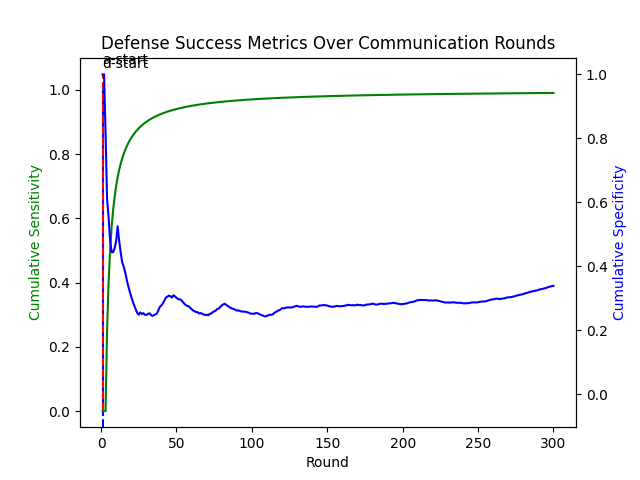 Defense Success Metrics Over Communication Rounds
a-start
d-start
1.0
0.8
0.6
0.4
0.2
0.0
Cumulative Sensitivity
1.0
0.8
0.6
0.4
0.2
0.0
Cumulative Specificity
0 50 100 150 200 250 300
Round